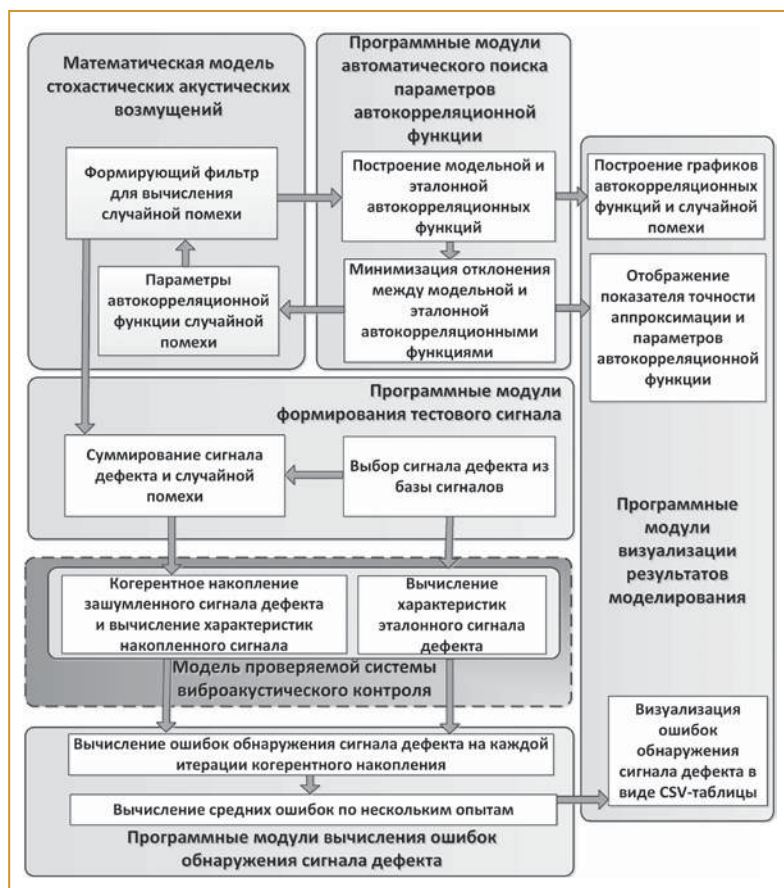 Математическая модель
стохастических акустических
возмущений
Формирующий фильтр
для вычисления
случайной помехи
Параметры
автокорреляционной
функции случайной
помехи
Программные модули
автоматического поиска
параметров
автокорреляционной
функции
Построение модельной и
эталонной
автокорреляционных
функций
Минимизация отклонения
между модельной и
эталонной
автокорреляционными
функциями
Построение графиков
автокорреляционных
функций и случайной
помехи
Отображение
показателя точности
аппроксимации и
параметров
автокорреляционной
функции
Программные модули
формирования тестового сигнала
Суммирование сигнала
дефекта и случайной
помехи
Выбор сигнала дефекта из
базы сигналов
Программные
модули
визуализации
результатов
моделирования
Когерентное накопление
зашумленного сигнала дефекта
и вычисление характеристик
накопленного сигнала
Вычисление
характеристик
эталонного сигнала
дефекта
Модель проверяемой системы
виброакустического контроля
Вычисление ошибок обнаружения сигнала дефекта на каждой
итерации когерентного накопления
Вычисление средних ошибок по нескольким опытам
Программные модули вычисления ошибок
обнаружения сигнала дефекта
Визуализация
ошибок
обнаружения
сигнала дефекта в
виде CSV-таблицы